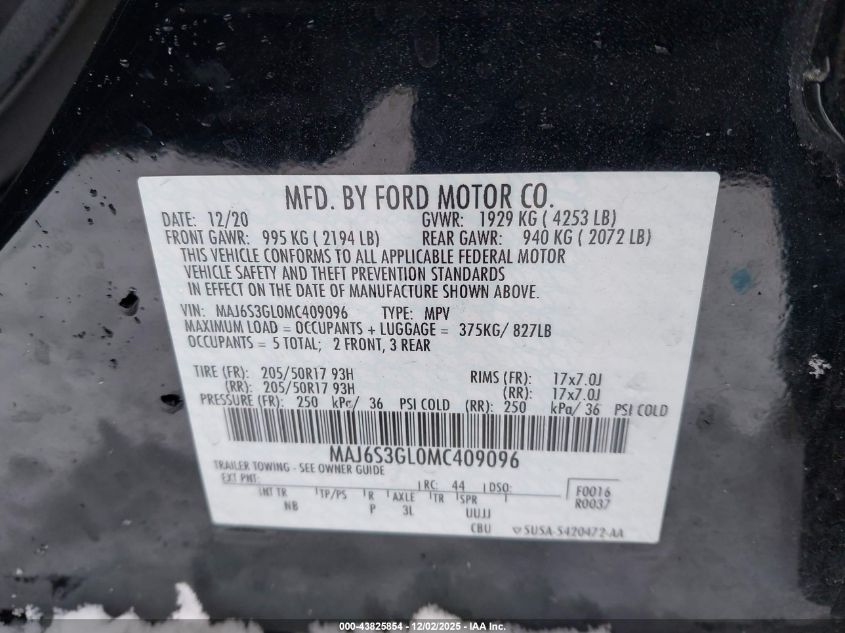 MFD. BY FORD MOTOR CO.
DATE: 12/20 GVWR: 1929 KG ( 4253 LB)
FRONT GAWR: 995 KG ( 2194 LB) REAR GAWR: 940 KG ( 2072 LB)
THIS VEHICLE CONFORMS TO ALL APPLICABLE FEDERAL MOTOR
VEHICLE SAFETY AND THEFT PREVENTION STANDARDS
IN EFFECT ON THE DATE OF MANUFACTURE SHOWN ABOVE.
VIN: MAJ6S3GL0MC409096 TYPE: MPV
MAXIMUM LOAD = OCCUPANTS + LUGGAGE = 375KG/ 827LB
OCCUPANTS = 5 TOTAL; 2 FRONT, 3 REAR
TIRE (FR): 205/50R17 93H RIMS (FR): 17x7.0J
(RR): 205/50R17 93H (RR): 17x7.0J
PRESSURE (FR): 250 kPa/ 36 PSI COLD (RR): 250 kPa/ 36 PSI COLD
MAJ6S3GL0MC409096
TRAILER TOWING - SEE OWNER GUIDE
EXT PNT: RC: 44 DSO: F0016
R0037
INT TR TP/PS R AXLE TR SPR
NB P 3L UUJJ
CBU SUSA-5420472-AA
000-43825854 | 12/02/2025 - IAA Inc.